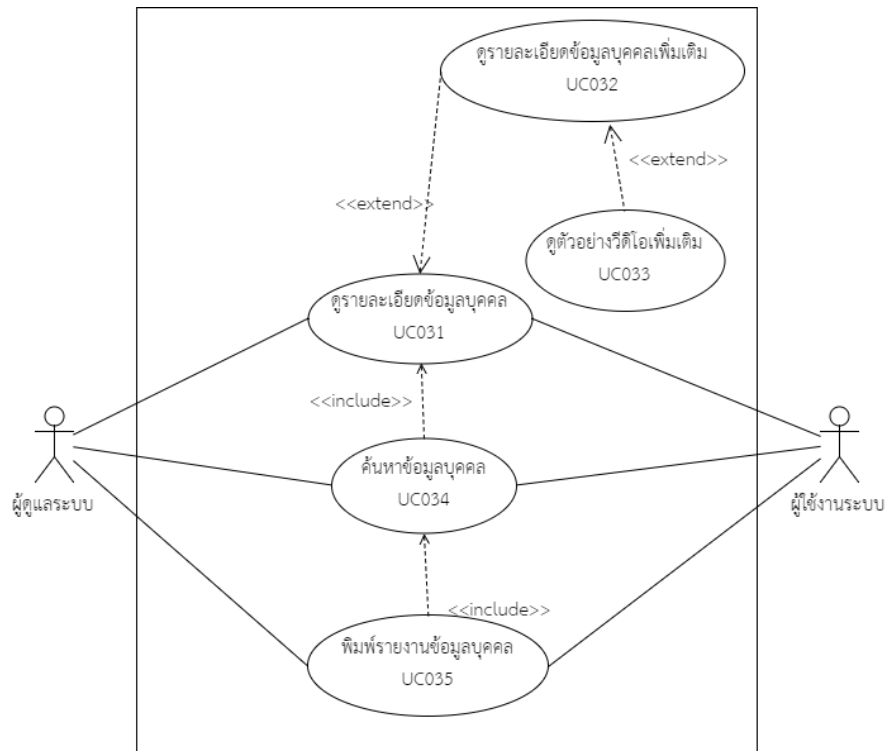 ดูรายละเอียดข้อมูลบุคคลเพิ่มเติม
UC032
<<extend>>
<<extend>>
ดูตัวอย่างวีดิโอเพิ่มเติม
UC033
ดูรายละเอียดข้อมูลบุคคล
UC031
<<include>>
ค้นหาข้อมูลบุคคล
UC034
ผู้ดูแลระบบ
ผู้ใช้งานระบบ
<<include>>
พิมพ์รายงานข้อมูลบุคคล
UC035